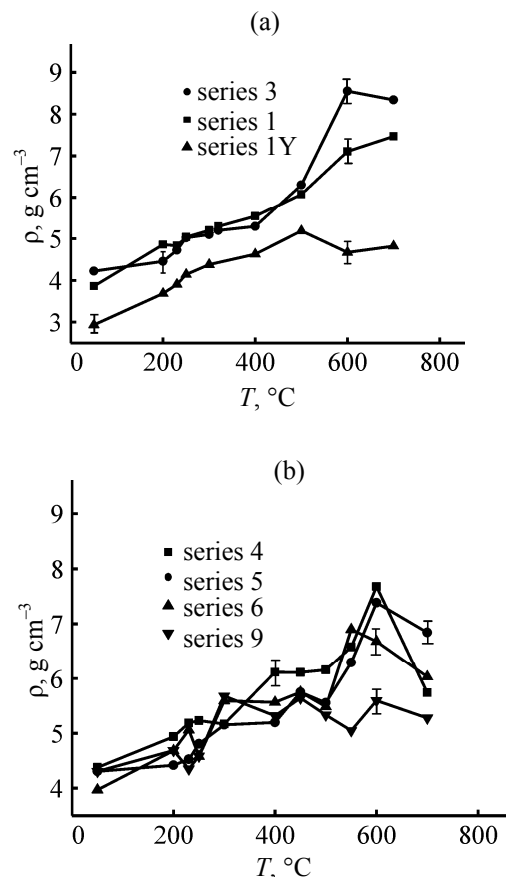 (a)
9
8
7
6
5
4
3
ρ, g cm⁻³
series 3
series 1
series 1Y
0 200 400 600 800
T, °C
(b)
9
8
7
6
5
4
ρ, g cm⁻³
series 4
series 5
series 6
series 9
0 200 400 600 800
T, °C